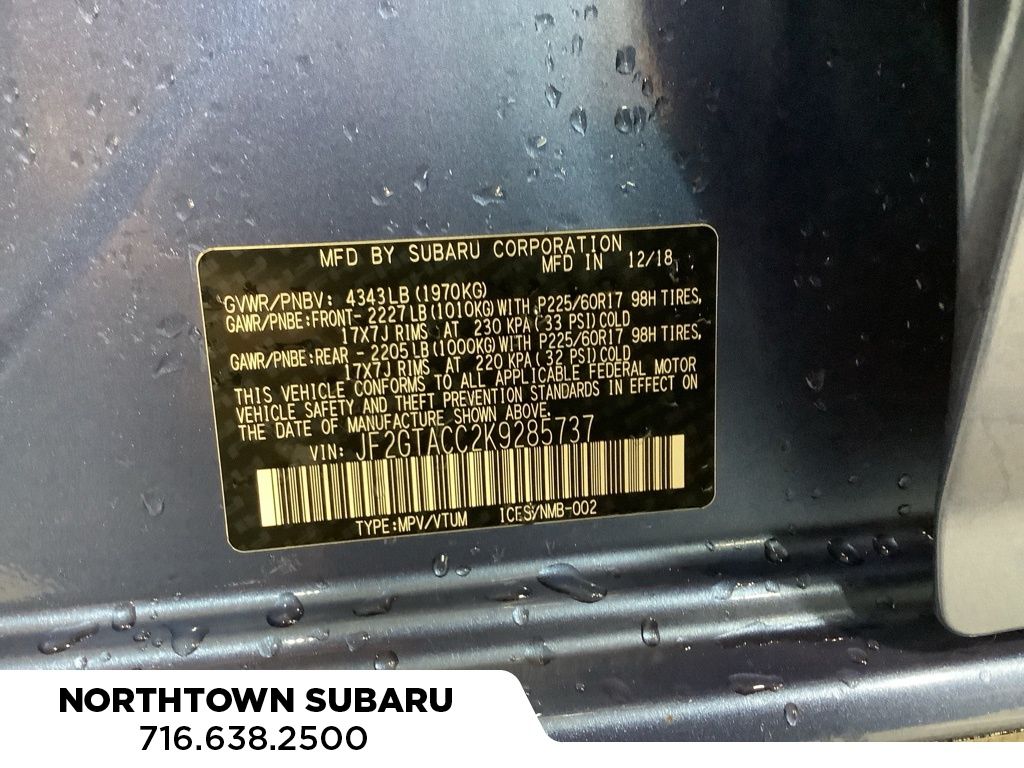 MFD BY SUBARU CORPORATION
MFD IN 12/18
GVWR/PNBV: 4343LB (1970KG)
GAWR/PNBE:FRONT- 2227LB(1010KG)WITH P225/60R17 98H TIRES,
17X7J RIMS AT 230 KPA(33 PSI)COLD
GAWR/PNBE:REAR - 2205LB(1000KG)WITH P225/60R17 98H TIRES,
17X7J RIMS AT 220 KPA(32 PSI)COLD
THIS VEHICLE CONFORMS TO ALL APPLICABLE FEDERAL MOTOR
VEHICLE SAFETY AND THEFT PREVENTION STANDARDS IN EFFECT ON
THE DATE OF MANUFACTURE SHOWN ABOVE.
VIN: JF2GTACC2K9285737
TYPE:MPV/VTUM 1CES/NMB-002
NORTHTOWN SUBARU
716.638.2500